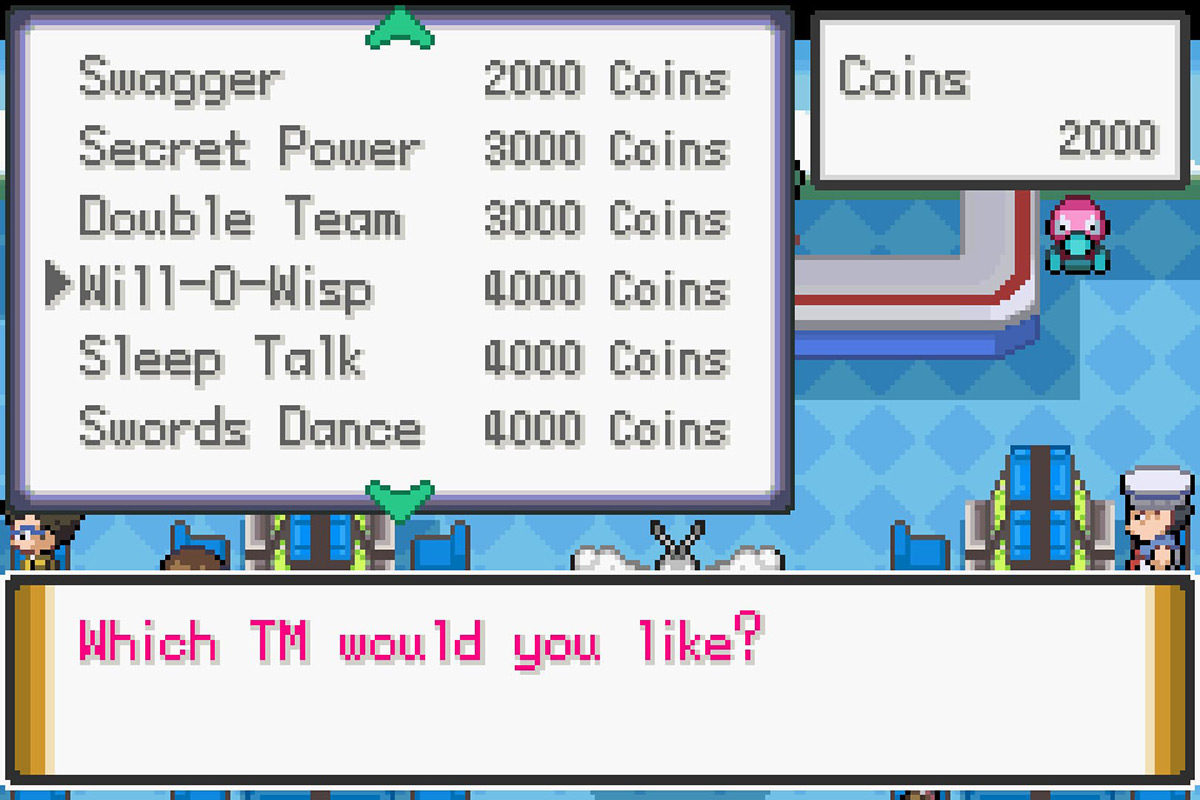 Swagger 2000 Coins
Secret Power 3000 Coins
Double Team 3000 Coins
Will-O-Wisp 4000 Coins
Sleep Talk 4000 Coins
Swords Dance 4000 Coins
Coins
2000
Which TM would you like?